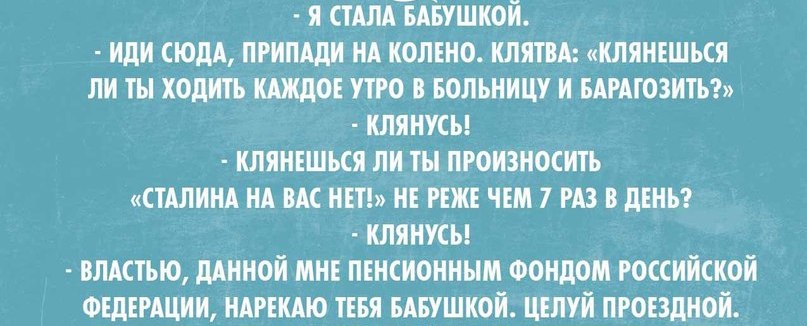 - Я СТАЛА БАБУШКОЙ.
- ИДИ СЮДА, ПРИПАДИ НА КОЛЕНО. КЛЯТВА: «КЛЯНЕШЬСЯ
ЛИ ТЫ ХОДИТЬ КАЖДОЕ УТРО В БОЛЬНИЦУ И БАРАГОЗИТЬ?»
- КЛЯНУСЬ!
- КЛЯНЕШЬСЯ ЛИ ТЫ ПРОИЗНОСИТЬ
«СТАЛИНА НА ВАС НЕТ!» НЕ РЕЖЕ ЧЕМ 7 РАЗ В ДЕНЬ?
- КЛЯНУСЬ!
- ВЛАСТЬЮ, ДАННОЙ МНЕ ПЕНСИОННЫМ ФОНДОМ РОССИЙСКОЙ
ФЕДЕРАЦИИ, НАРЕКАЮ ТЕБЯ БАБУШКОЙ. ЦЕЛУЙ ПРОЕЗДНОЙ.